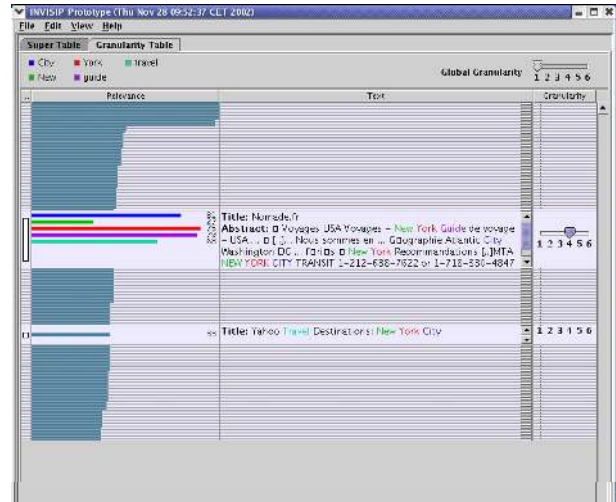 INVISIP Prototype (Thu Nov 28 09:52:37 CET 2002)
File Edit View Help
Super Table Granularity Table
City York travel
New guide
Global Granularity
1 2 3 4 5 6
.. Relevance Text Granularity
Title: Nomade.fr
Abstract: Voyages USA Voyages - New York Guide de voyage
- USA... [.]... Nous sommes en ... Géographie Atlantic City
Washington DC ... New York Recommandations [.]MTA
NEW YORK CITY TRANSIT 1-212-638-7622 or 1-718-330-4847
1 2 3 4 5 6
Title: Yahoo Travel Destinations: New York City
1 2 3 4 5 6